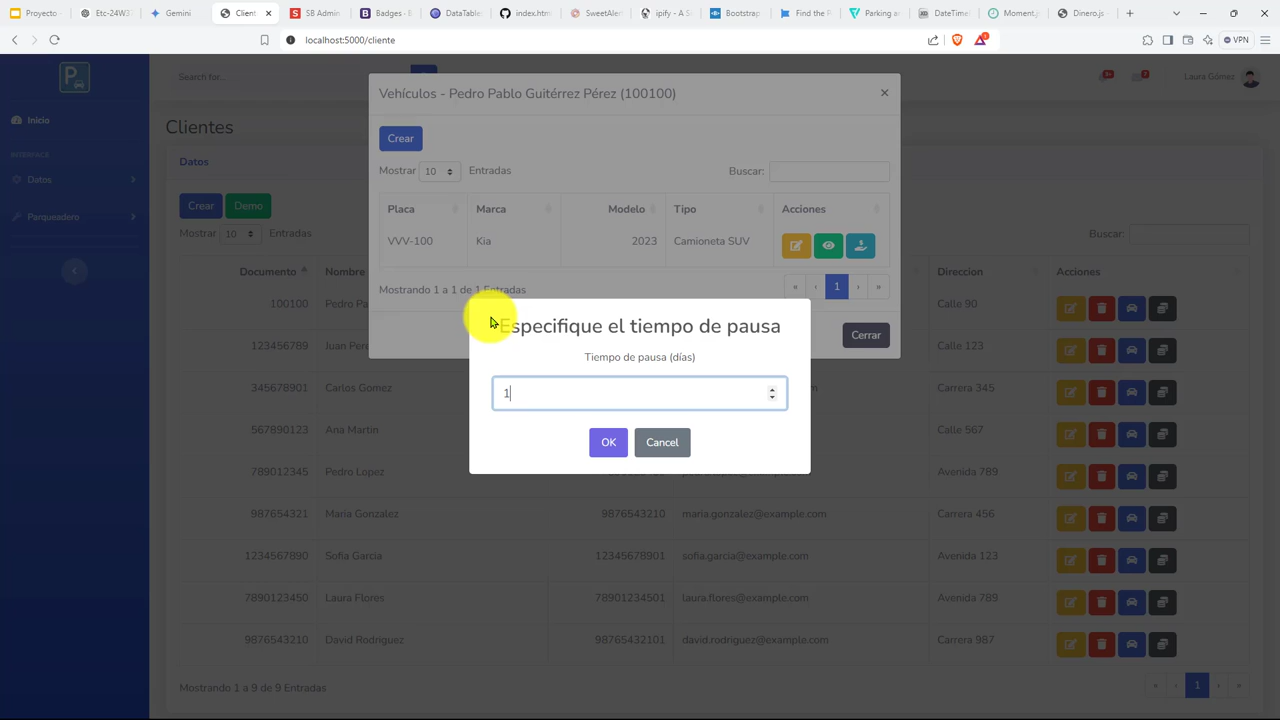 Proyecto -
Etc-24W37
Gemini
Client
SB Admin
Badges - B
DataTable
index.htm
SweetAler
ipify - A S
Bootstrap
Find the R
Parking ar
DateTime
Moment.js
Dinero.js -
localhost:5000/cliente
VPN
Search for...
9+
7
Laura Gómez
Inicio
INTERFACE
Datos
Parqueadero
Clientes
Datos
Crear
Demo
Mostrar 10 Entradas
Buscar:
Vehículos - Pedro Pablo Guitérrez Pérez (100100)
×
Crear
Mostrar 10 Entradas
Buscar:
Placa Marca Modelo Tipo Acciones
VVV-100 Kia 2023 Camioneta SUV
Mostrando 1 a 1 de 1 Entradas
« ‹ 1 › »
Cerrar
Especifique el tiempo de pausa
Tiempo de pausa (días)
1
OK Cancel
Documento Nombre Direccion Acciones
100100 Pedro Pa Calle 90
123456789 Juan Pere Calle 123
345678901 Carlos Gomez Carrera 345
567890123 Ana Martin Calle 567
789012345 Pedro Lopez Avenida 789
987654321 Maria Gonzalez 9876543210 maria.gonzalez@example.com Carrera 456
1234567890 Sofia Garcia 12345678901 sofia.garcia@example.com Avenida 123
7890123450 Laura Flores 78901234501 laura.flores@example.com Avenida 789
9876543210 David Rodriguez 98765432101 david.rodriguez@example.com Carrera 987
Mostrando 1 a 9 de 9 Entradas
« ‹ 1 › »